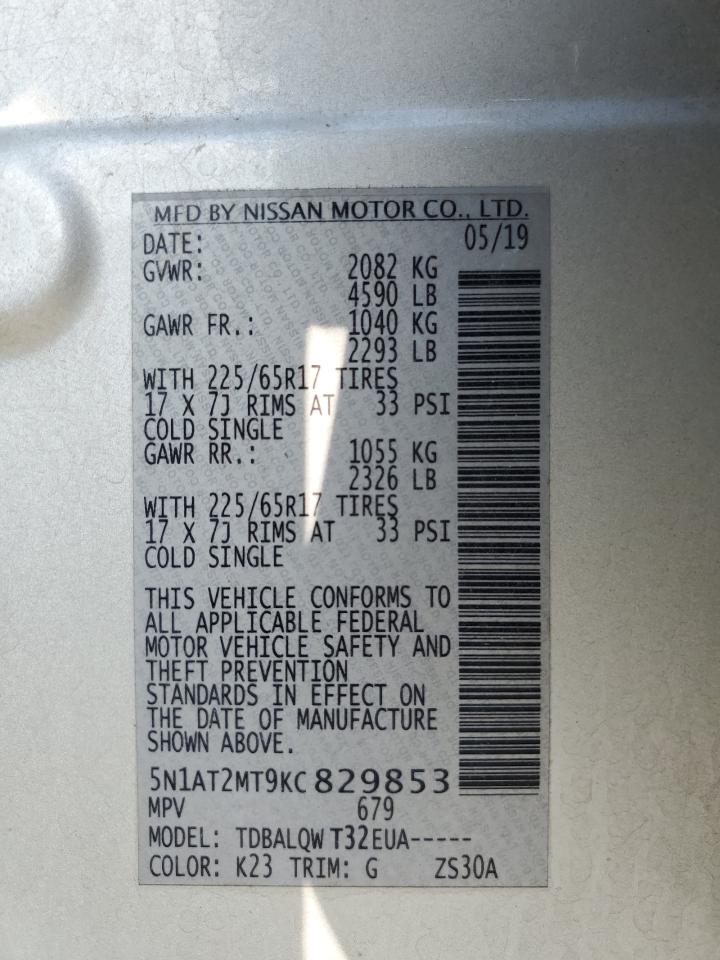 MFD BY NISSAN MOTOR CO., LTD.
DATE: 05/19
GVWR: 2082 KG
4590 LB
GAWR FR.: 1040 KG
2293 LB
WITH 225/65R17 TIRES
17 X 7J RIMS AT 33 PSI
COLD SINGLE
GAWR RR.: 1055 KG
2326 LB
WITH 225/65R17 TIRES
17 X 7J RIMS AT 33 PSI
COLD SINGLE
THIS VEHICLE CONFORMS TO
ALL APPLICABLE FEDERAL
MOTOR VEHICLE SAFETY AND
THEFT PREVENTION
STANDARDS IN EFFECT ON
THE DATE OF MANUFACTURE
SHOWN ABOVE.
5N1AT2MT9KC829853
MPV 679
MODEL: TDBALQWT32EUA-----
COLOR: K23 TRIM: G ZS30A